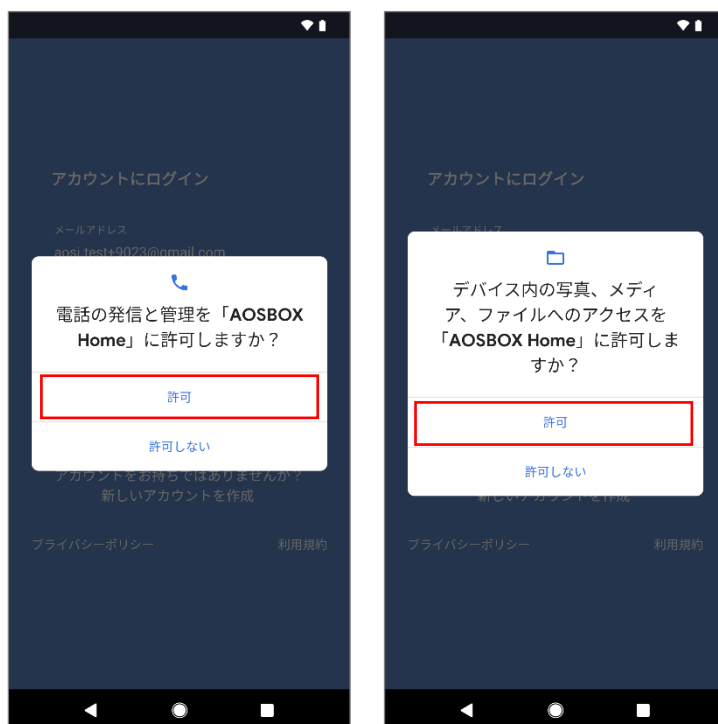 アカウントにログイン
メールアドレス
aosi.test+9023@gmail.com
電話の発信と管理を「AOSBOX
Home」に許可しますか？
許可
許可しない
アカウントをお持ちではありませんか？
新しいアカウントを作成
プライバシーポリシー
利用規約
アカウントにログイン
メールアドレス
デバイス内の写真、メディ
ア、ファイルへのアクセスを
「AOSBOX Home」に許可しま
すか？
許可
許可しない
新しいアカウントを作成
プライバシーポリシー
利用規約